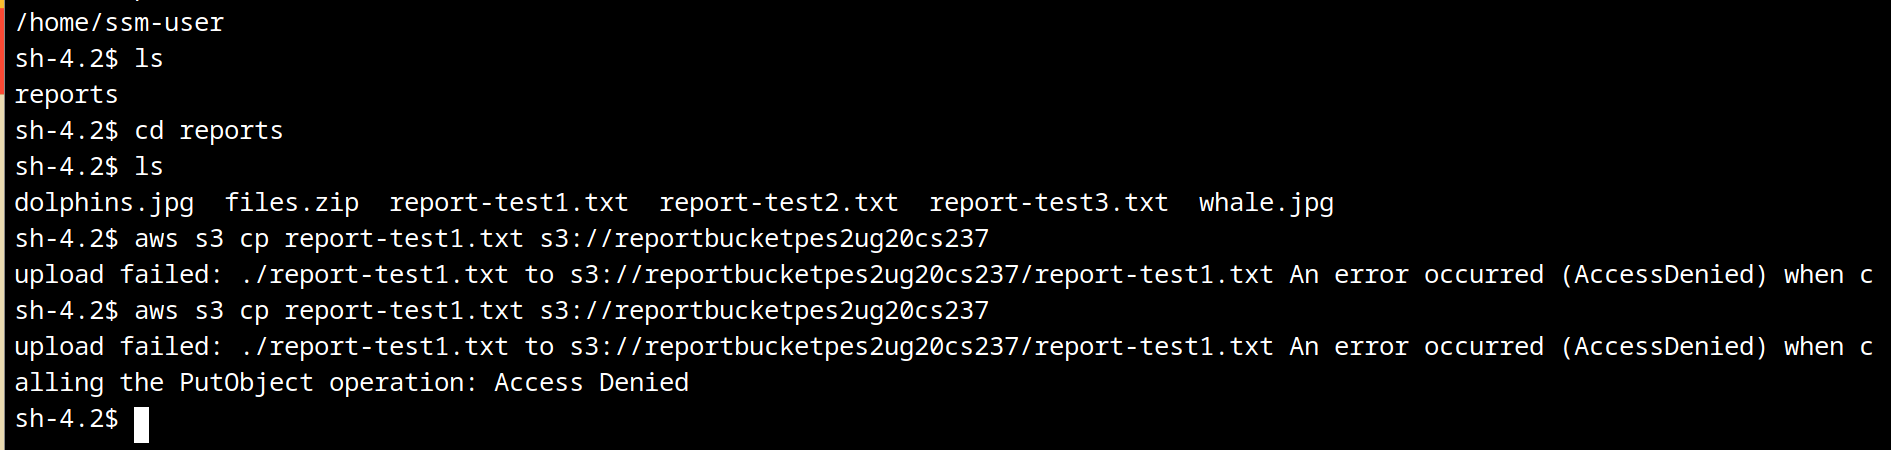 /home/ssm-user
sh-4.2$ ls
reports
sh-4.2$ cd reports
sh-4.2$ ls
dolphins.jpg  files.zip  report-test1.txt  report-test2.txt  report-test3.txt  whale.jpg
sh-4.2$ aws s3 cp report-test1.txt s3://reportbucketpes2ug20cs237
upload failed: ./report-test1.txt to s3://reportbucketpes2ug20cs237/report-test1.txt An error occurred (AccessDenied) when c
sh-4.2$ aws s3 cp report-test1.txt s3://reportbucketpes2ug20cs237
upload failed: ./report-test1.txt to s3://reportbucketpes2ug20cs237/report-test1.txt An error occurred (AccessDenied) when c
alling the PutObject operation: Access Denied
sh-4.2$